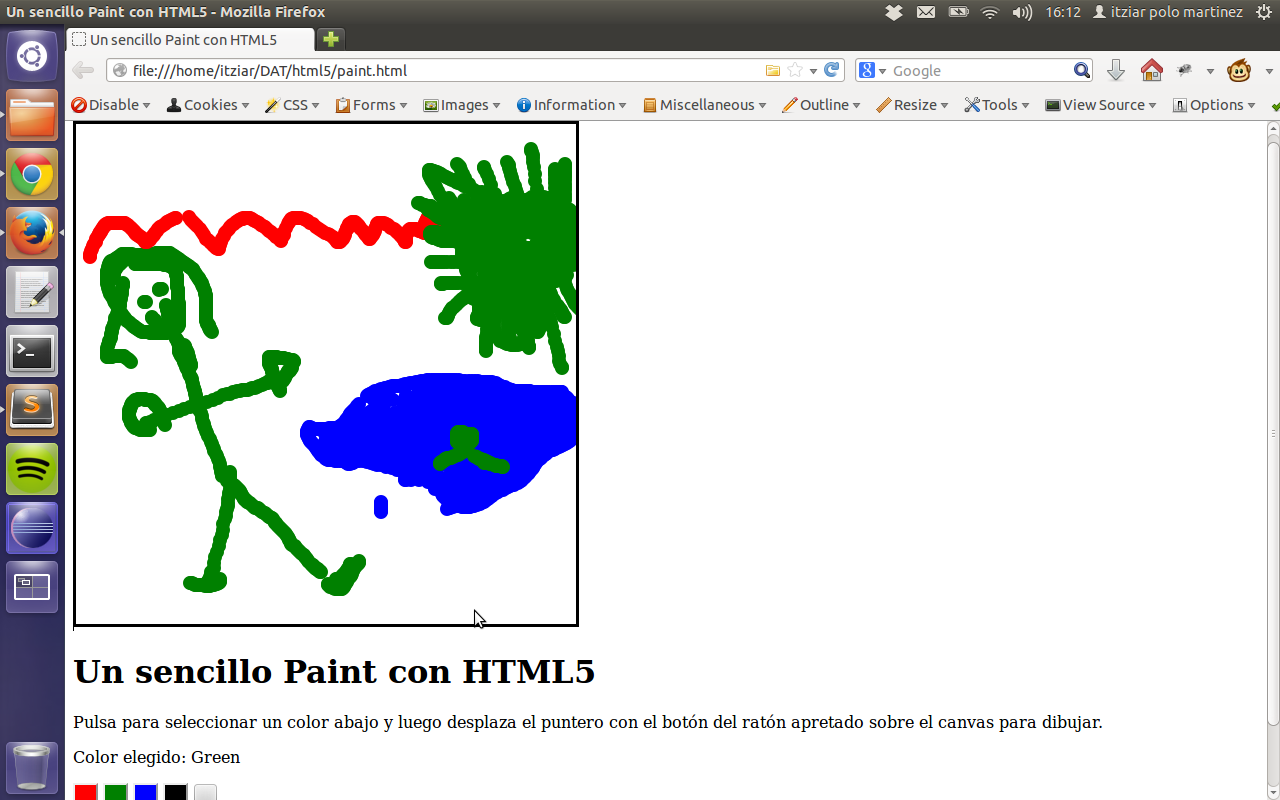 Un sencillo Paint con HTML5 - Mozilla Firefox
16:12 itziar polo martinez
Un sencillo Paint con HTML5
file:///home/itziar/DAT/html5/paint.html
Google
Disable Cookies CSS Forms Images Information Miscellaneous Outline Resize Tools View Source Options
Un sencillo Paint con HTML5
Pulsa para seleccionar un color abajo y luego desplaza el puntero con el botón del ratón apretado sobre el canvas para dibujar.
Color elegido: Green